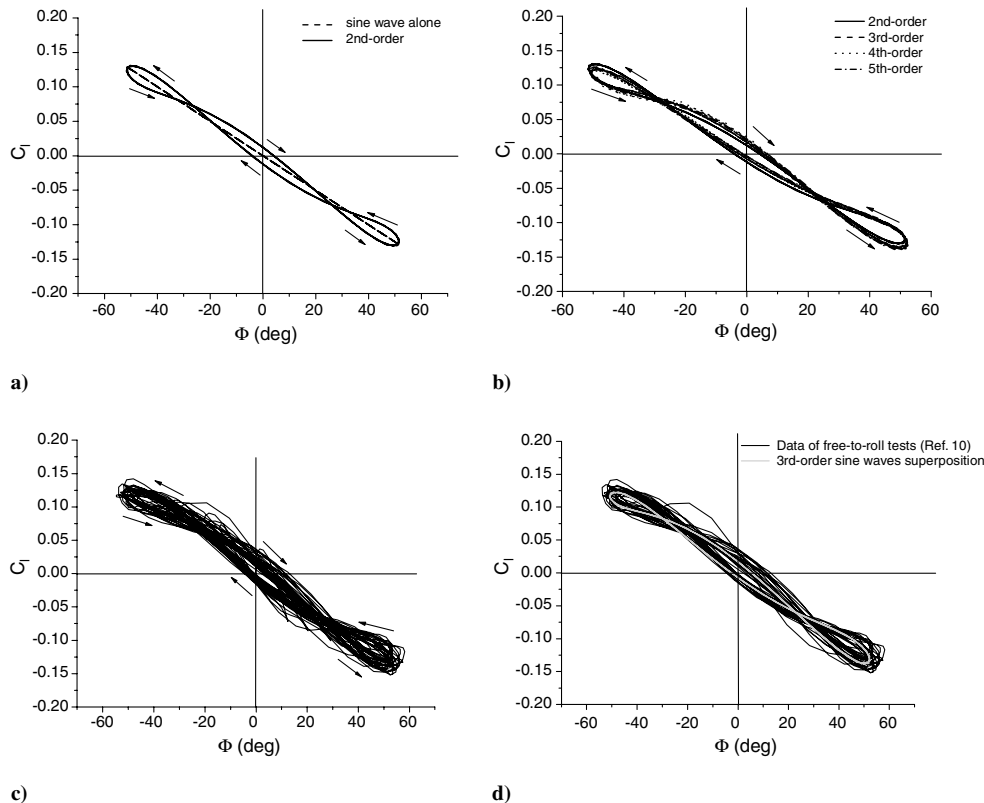 sine wave alone
2nd-order
0.20
0.15
0.10
0.05
0.00
-0.05
-0.10
-0.15
-0.20
Cl
-60 -40 -20 0 20 40 60
Φ (deg)
a)
2nd-order
3rd-order
4th-order
5th-order
0.20
0.15
0.10
0.05
0.00
-0.05
-0.10
-0.15
-0.20
Cl
-60 -40 -20 0 20 40 60
Φ (deg)
b)
0.20
0.15
0.10
0.05
0.00
-0.05
-0.10
-0.15
-0.20
Cl
-60 -40 -20 0 20 40 60
Φ (deg)
c)
Data of free-to-roll tests (Ref. 10)
3rd-order sine waves superposition
0.20
0.15
0.10
0.05
0.00
-0.05
-0.10
-0.15
-0.20
Cl
-60 -40 -20 0 20 40 60 80
Φ (deg)
d)